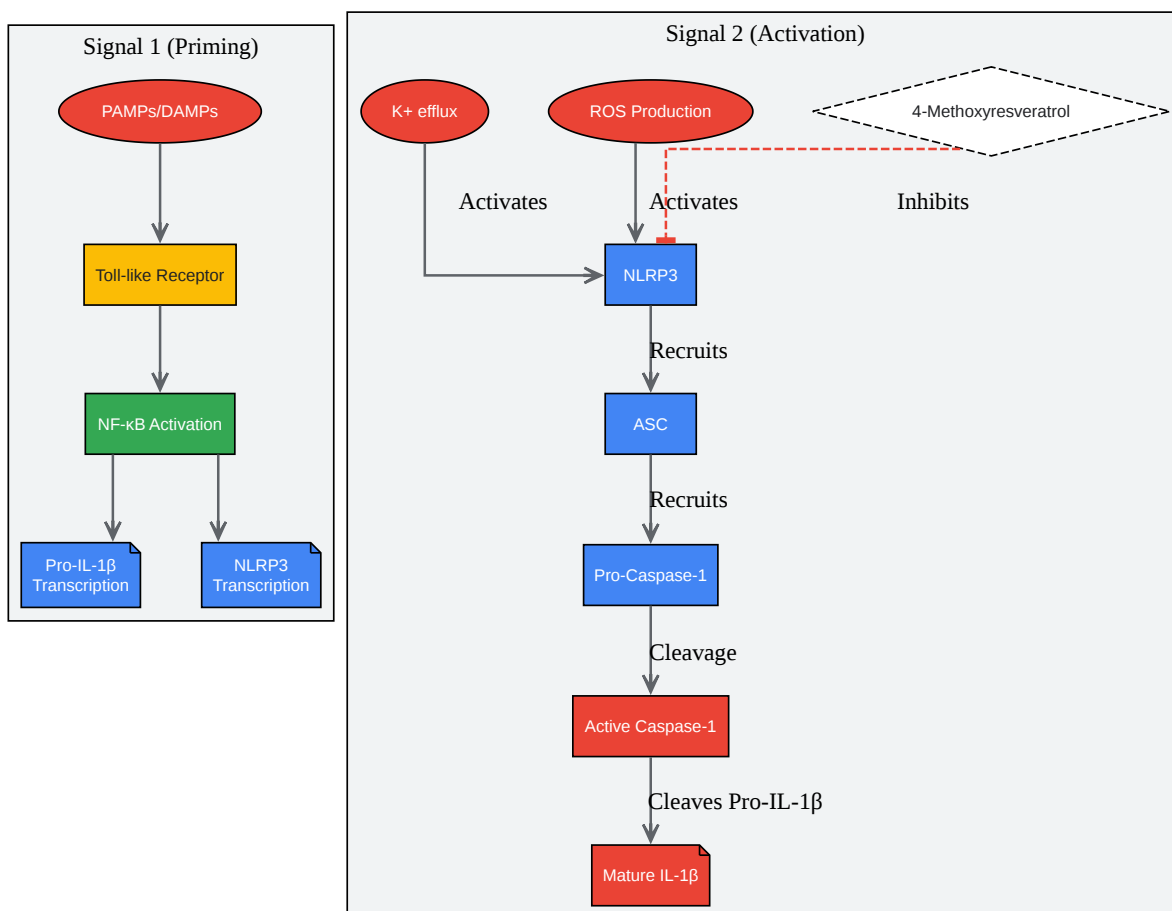 Signal 1 (Priming)
PAMPs/DAMPs
Toll-like Receptor
NF-κB Activation
Pro-IL-1β
Transcription
NLRP3
Transcription
Signal 2 (Activation)
K+ efflux
ROS Production
4-Methoxyresveratrol
Activates
Activates
Inhibits
NLRP3
Recruits
ASC
Recruits
Pro-Caspase-1
Cleavage
Active Caspase-1
Cleaves Pro-IL-1β
Mature IL-1β